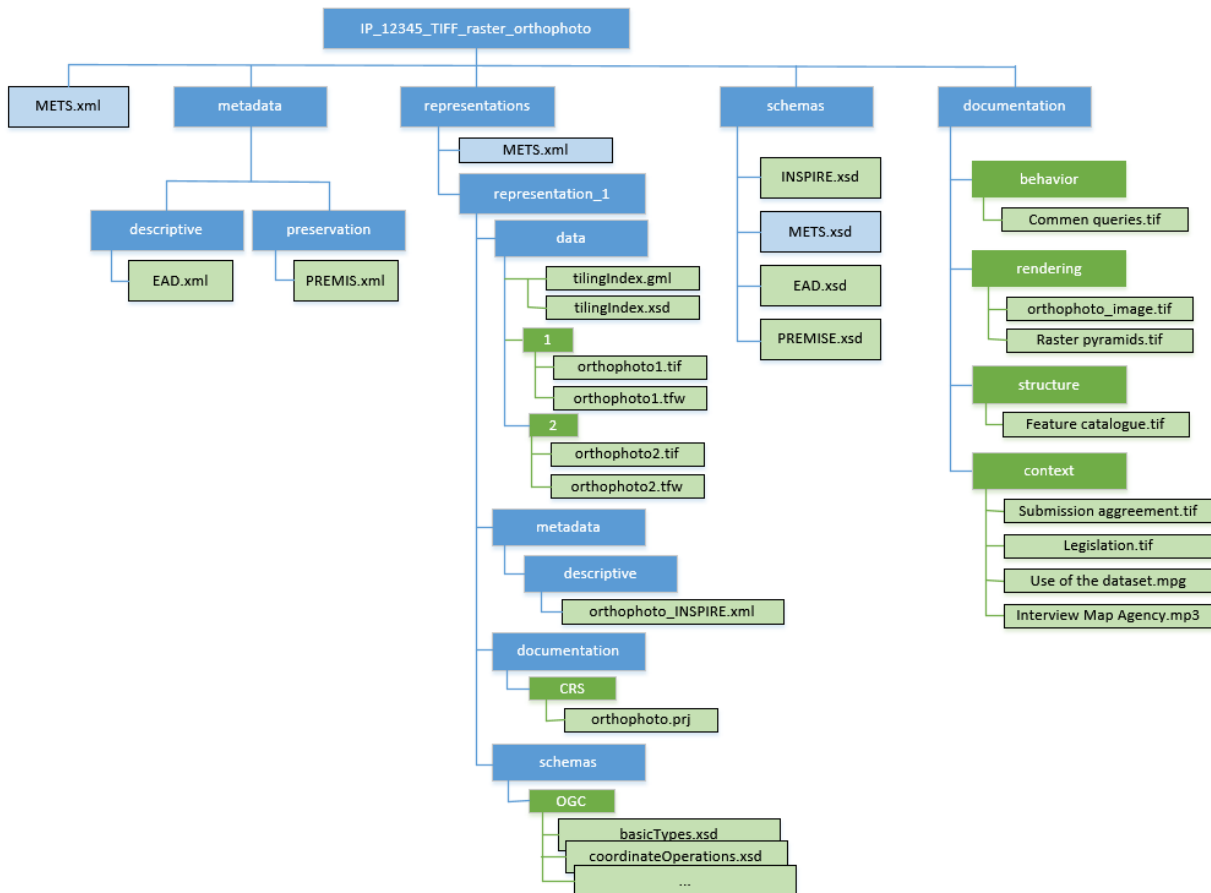 IP_12345_TIFF_raster_orthophoto
METS.xml
metadata
descriptive
EAD.xml
preservation
PREMIS.xml
representations
METS.xml
representation_1
data
tilingIndex.gml
tilingIndex.xsd
1
orthophoto1.tif
orthophoto1.tfw
2
orthophoto2.tif
orthophoto2.tfw
metadata
descriptive
orthophoto_INSPIRE.xml
documentation
CRS
orthophoto.prj
schemas
OGC
basicTypes.xsd
coordinateOperations.xsd
...
schemas
INSPIRE.xsd
METS.xsd
EAD.xsd
PREMISE.xsd
documentation
behavior
Commen queries.tif
rendering
orthophoto_image.tif
Raster pyramids.tif
structure
Feature catalogue.tif
context
Submission aggreement.tif
Legislation.tif
Use of the dataset.mpg
Interview Map Agency.mp3